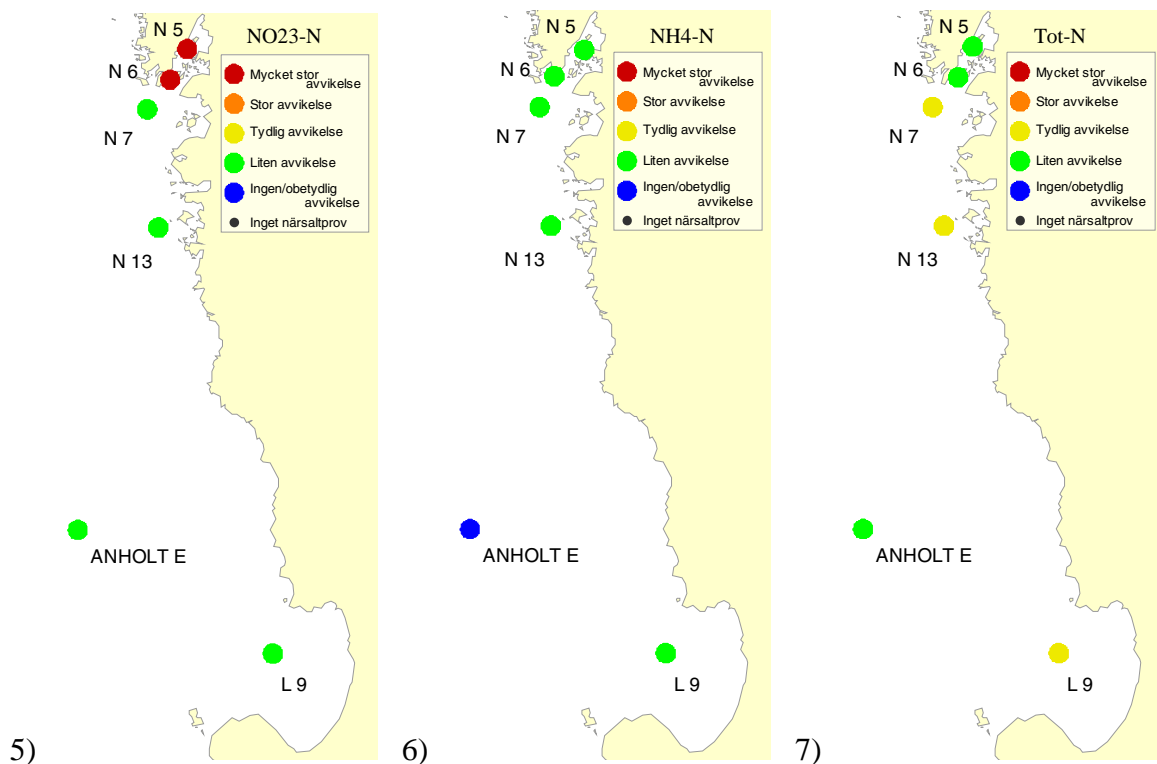 N 5
NO23-N
N 6
Mycket stor
avvikelse
Stor avvikelse
Tydlig avvikelse
N 7
Liten avvikelse
Ingen/obetydlig
avvikelse
Inget närsaltprov
N 13
ANHOLT E
L 9
5)
N 5
NH4-N
N 6
Mycket stor
avvikelse
Stor avvikelse
Tydlig avvikelse
N 7
Liten avvikelse
Ingen/obetydlig
avvikelse
Inget närsaltprov
N 13
ANHOLT E
L 9
6)
N 5
Tot-N
N 6
Mycket stor
avvikelse
Stor avvikelse
Tydlig avvikelse
N 7
Liten avvikelse
Ingen/obetydlig
avvikelse
Inget närsaltprov
N 13
ANHOLT E
L 9
7)